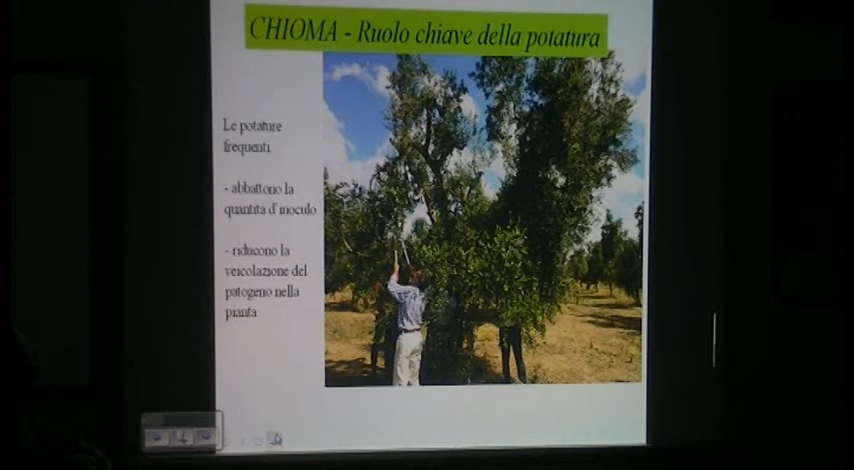 CHIOMA - Ruolo chiave della potatura
Le potature
frequenti
- abbattono la
quantità d'inoculo
- riducono la
veicolazione del
patogeno nella
pianta